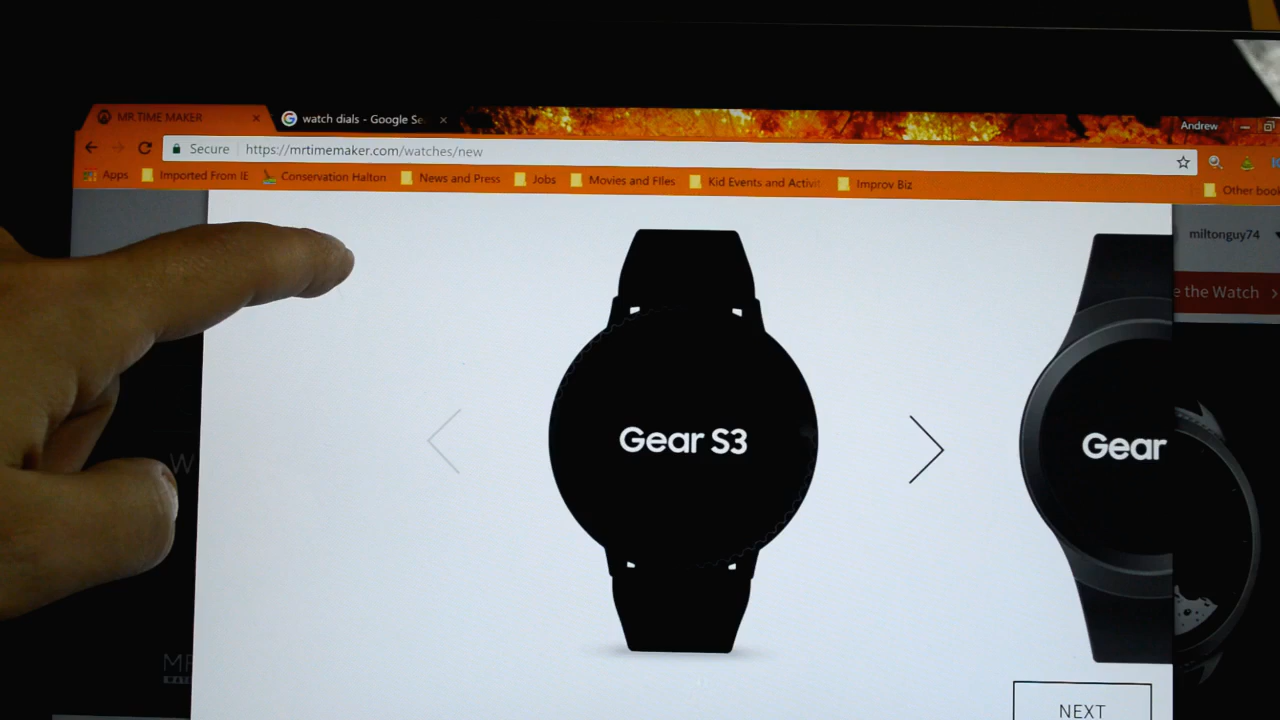 MR TIME MAKER
watch dials - Google Se
Andrew
Secure
https://mrtimemaker.com/watches/new
Apps
Imported From IE
Conservation Halton
News and Press
Jobs
Movies and FIles
Kid Events and Activit
Improv Biz
Other book
miltonguy74
e the Watch
Gear S3
Gear
W
MR
NEXT